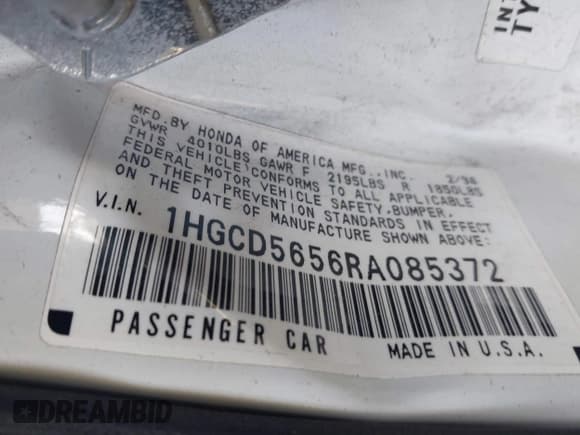 INT
TY
MFD. BY HONDA OF AMERICA MFG., INC. 2/94
GVWR 4010LBS GAWR F 2195LBS R 1850LBS
THIS VEHICLE CONFORMS TO ALL APPLICABLE
FEDERAL MOTOR VEHICLE SAFETY, BUMPER,
AND THEFT PREVENTION STANDARDS IN EFFECT
ON THE DATE OF MANUFACTURE SHOWN ABOVE:
V.I.N. 1HGCD5656RA085372
PASSENGER CAR MADE IN U.S.A.
DREAMBID